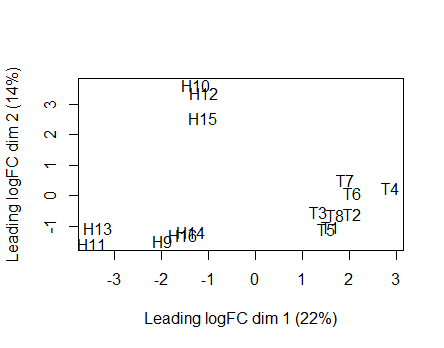 Leading logFC dim 2 (14%)
3
2
1
0
-1
H10
H12
H15
T7
T4
T6
T3
T8
T2
H13
T1
T5
H14
H16
H9
H11
-3
-2
-1
0
1
2
3
Leading logFC dim 1 (22%)